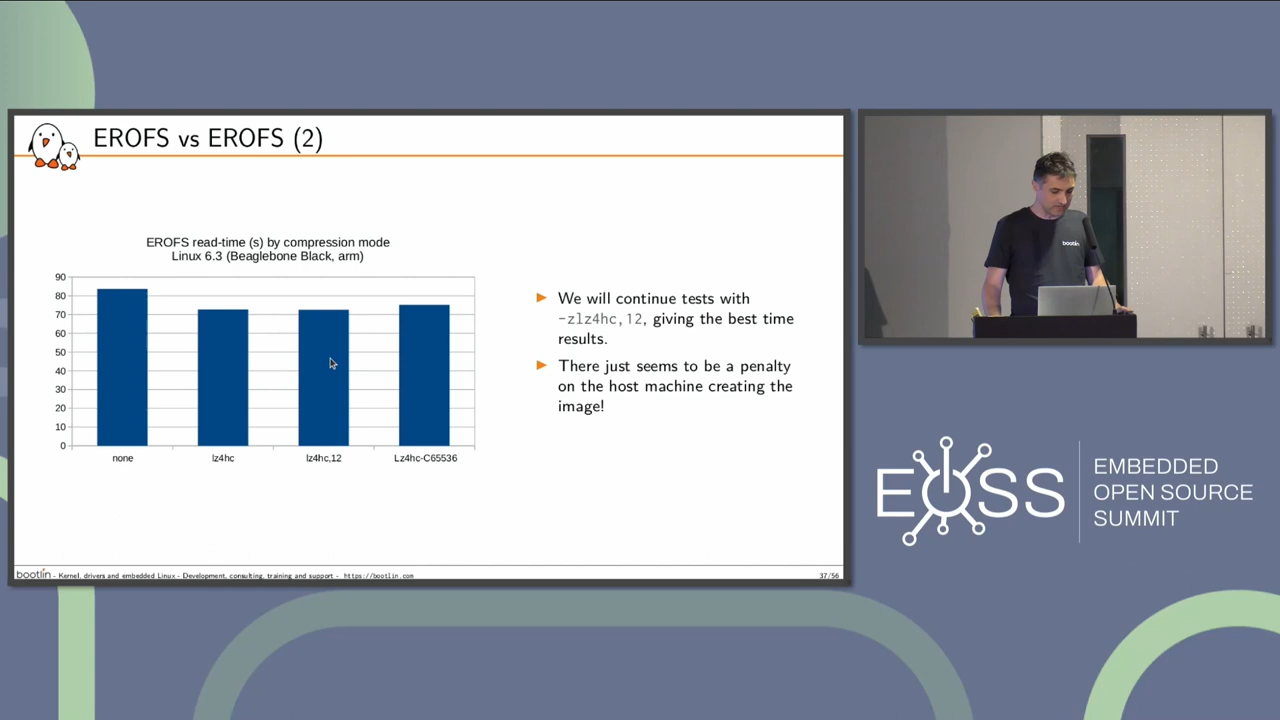 EROFS vs EROFS (2)
EROFS read-time (s) by compression mode
Linux 6.3 (Beaglebone Black, arm)
90
80
70
60
50
40
30
20
10
0
none
lz4hc
lz4hc,12
Lz4hc-C65536
We will continue tests with
-zlz4hc,12, giving the best time
results.
There just seems to be a penalty
on the host machine creating the
image!
bootlin - Kernel, drivers and embedded Linux - Development, consulting, training and support - https://bootlin.com
37/56
bootlin
EOSS
EMBEDDED
OPEN SOURCE
SUMMIT